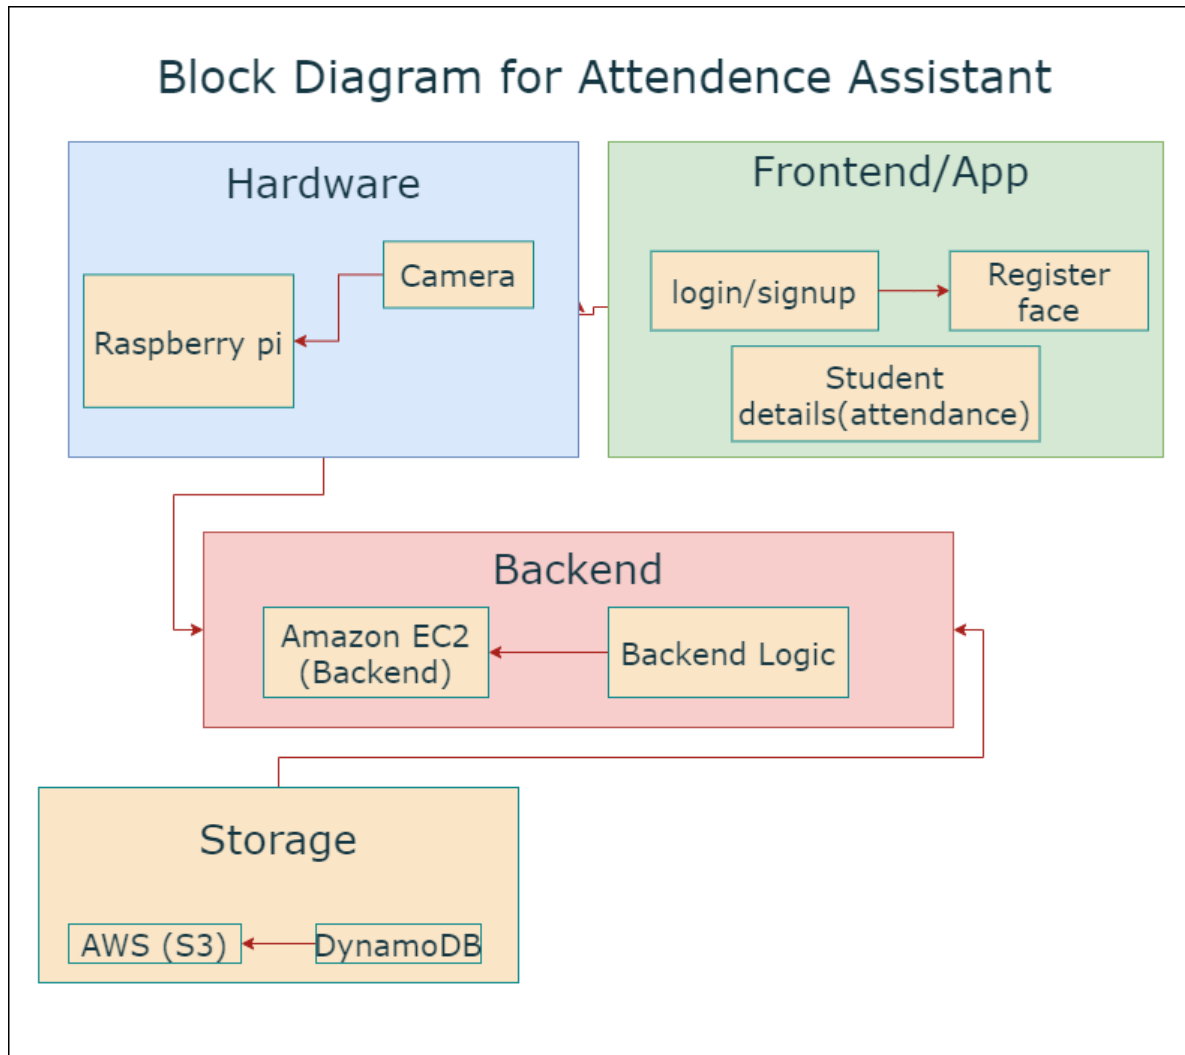 Block Diagram for Attendence Assistant
Hardware
Camera
Raspberry pi
Frontend/App
login/signup
Register
face
Student
details(attendance)
Backend
Amazon EC2
(Backend)
Backend Logic
Storage
AWS (S3)
DynamoDB